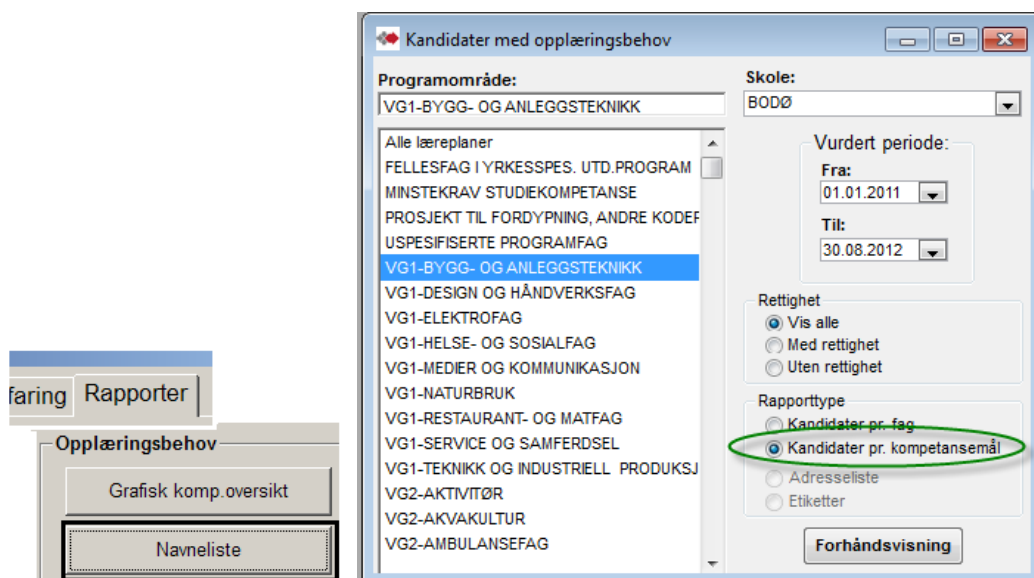 faring
Rapporter
Opplæringsbehov
Grafisk komp.oversikt
Navneliste
Kandidater med opplæringsbehov
Programområde:
VG1-BYGG- OG ANLEGGSTEKNIKK
Alle læreplaner
FELLESFAG I YRKESSPES. UTD.PROGRAM
MINSTEKRAV STUDIEKOMPETANSE
PROSJEKT TIL FORDYPNING, ANDRE KODER
USPESIFISERTE PROGRAMFAG
VG1-BYGG- OG ANLEGGSTEKNIKK
VG1-DESIGN OG HÅNDVERKSFAG
VG1-ELEKTROFAG
VG1-HELSE- OG SOSIALFAG
VG1-MEDIER OG KOMMUNIKASJON
VG1-NATURBRUK
VG1-RESTAURANT- OG MATFAG
VG1-SERVICE OG SAMFERDSEL
VG1-TEKNIKK OG INDUSTRIELL PRODUKSJ
VG2-AKTIVITØR
VG2-AKVAKULTUR
VG2-AMBULANSEFAG
Skole:
BODØ
Vurdert periode:
Fra:
01.01.2011
Til:
30.08.2012
Rettighet
Vis alle
Med rettighet
Uten rettighet
Rapporttype
Kandidater pr. fag
Kandidater pr. kompetansemål
Adresseliste
Etiketter
Forhåndsvisning